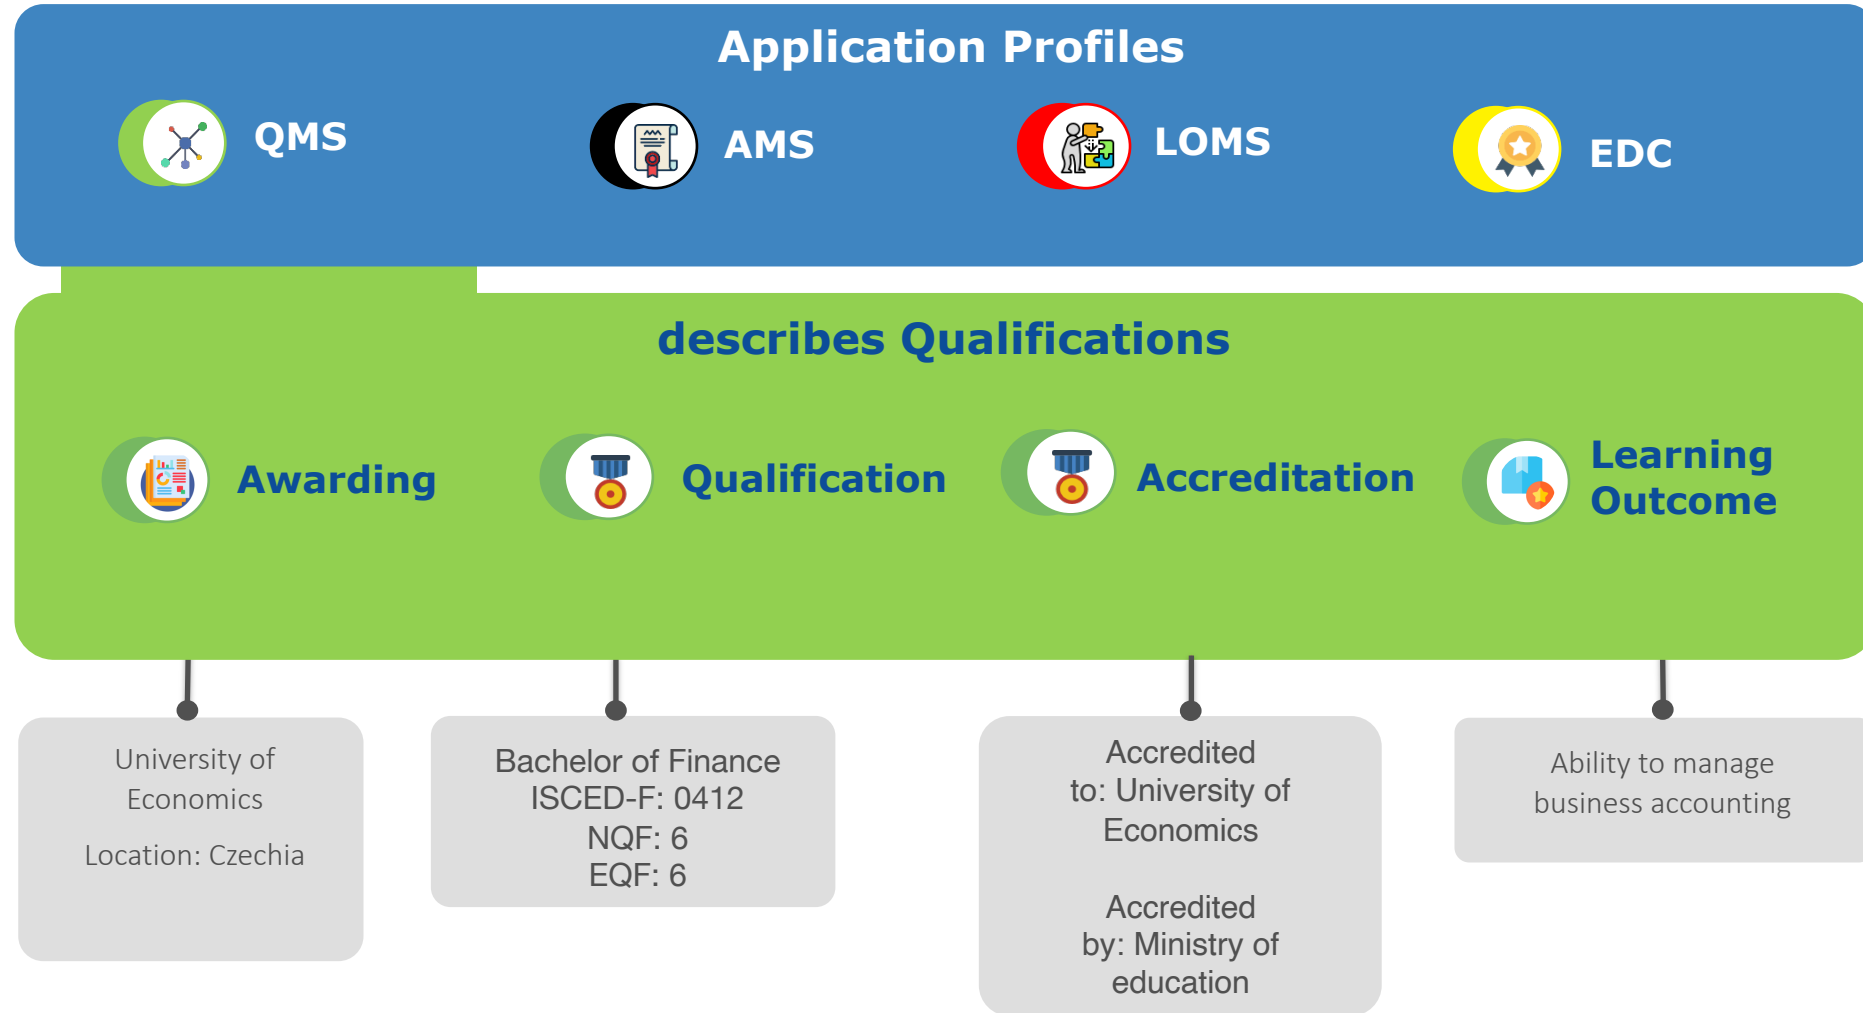 Application Profiles
QMS
AMS
LOMS
EDC
describes Qualifications
Awarding
Qualification
Accreditation
Learning
Outcome
University of
Economics
Location: Czechia
Bachelor of Finance
ISCED-F: 0412
NQF: 6
EQF: 6
Accredited
to: University of
Economics
Accredited
by: Ministry of
education
Ability to manage
business accounting